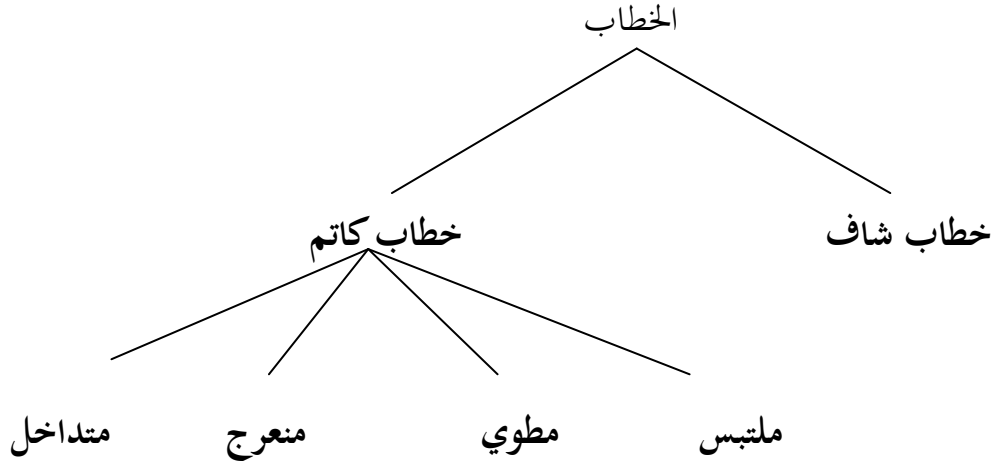 الخطاب
خطاب شاف
خطاب كاتم
ملتبس
مطوي
منعرج
متداخل